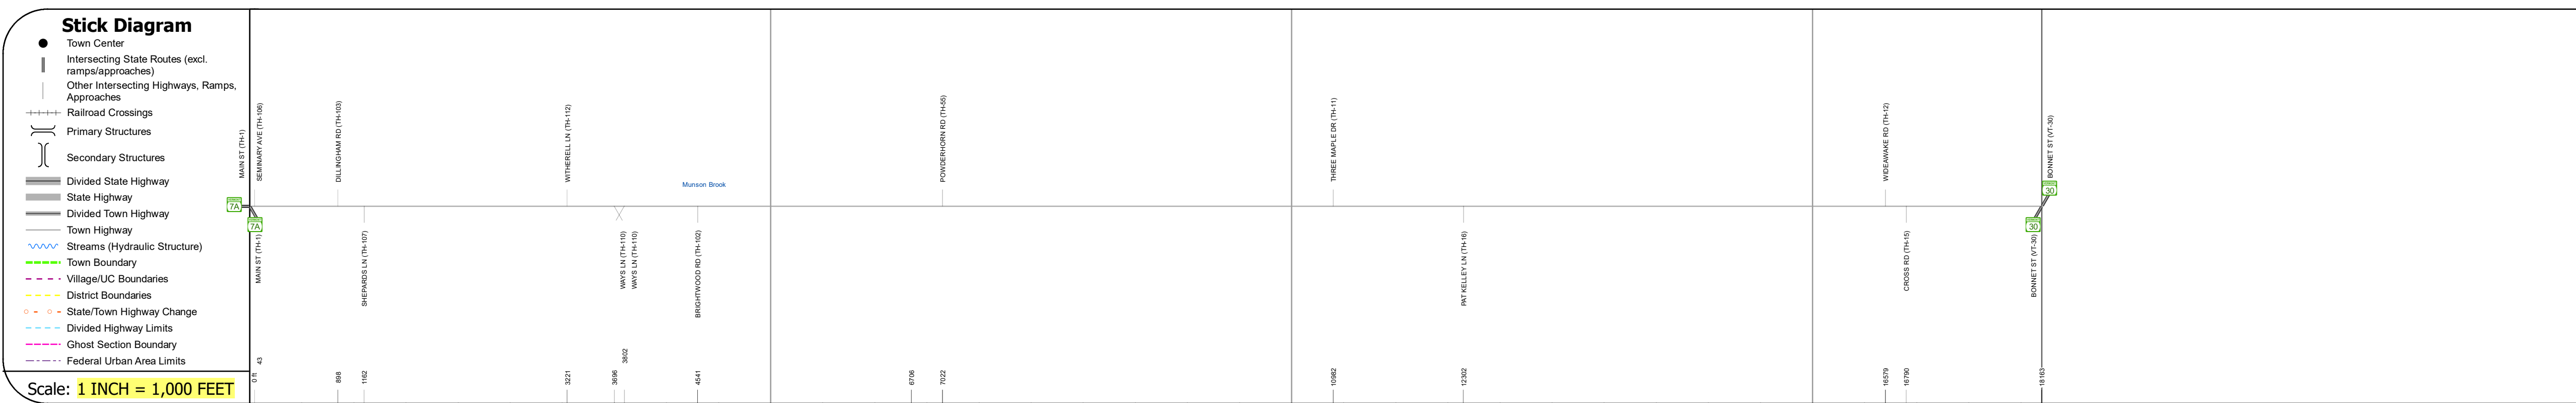 Stick Diagram
Town Center
Intersecting State Routes (excl.
ramps/approaches)
Other Intersecting Highways, Ramps,
Approaches
Railroad Crossings
Primary Structures
Secondary Structures
Divided State Highway
State Highway
Divided Town Highway
Town Highway
Streams (Hydraulic Structure)
Town Boundary
Village/UC Boundaries
District Boundaries
State/Town Highway Change
Divided Highway Limits
Ghost Section Boundary
Federal Urban Area Limits
Scale: 1 INCH = 1,000 FEET
MAIN ST (TH-1)
SEMINARY AVE (TH-106)
DILLINGHAM RD (TH-103)
WITHERELL LN (TH-112)
Munson Brook
POWDERHORN RD (TH-55)
THREE MAPLE DR (TH-11)
WIDEAWAKE RD (TH-12)
BONNET ST (VT-30)
7A
7A
30
30
MAIN ST (TH-1)
SHEPARDS LN (TH-107)
WAYS LN (TH-110)
WAYS LN (TH-110)
BRIGHTWOOD RD (TH-102)
PAT KELLEY LN (TH-16)
CROSS RD (TH-15)
BONNET ST (VT-30)
0 ft
43
898
1162
3221
3696
3802
4541
6706
7022
10982
12302
16579
16790
18163